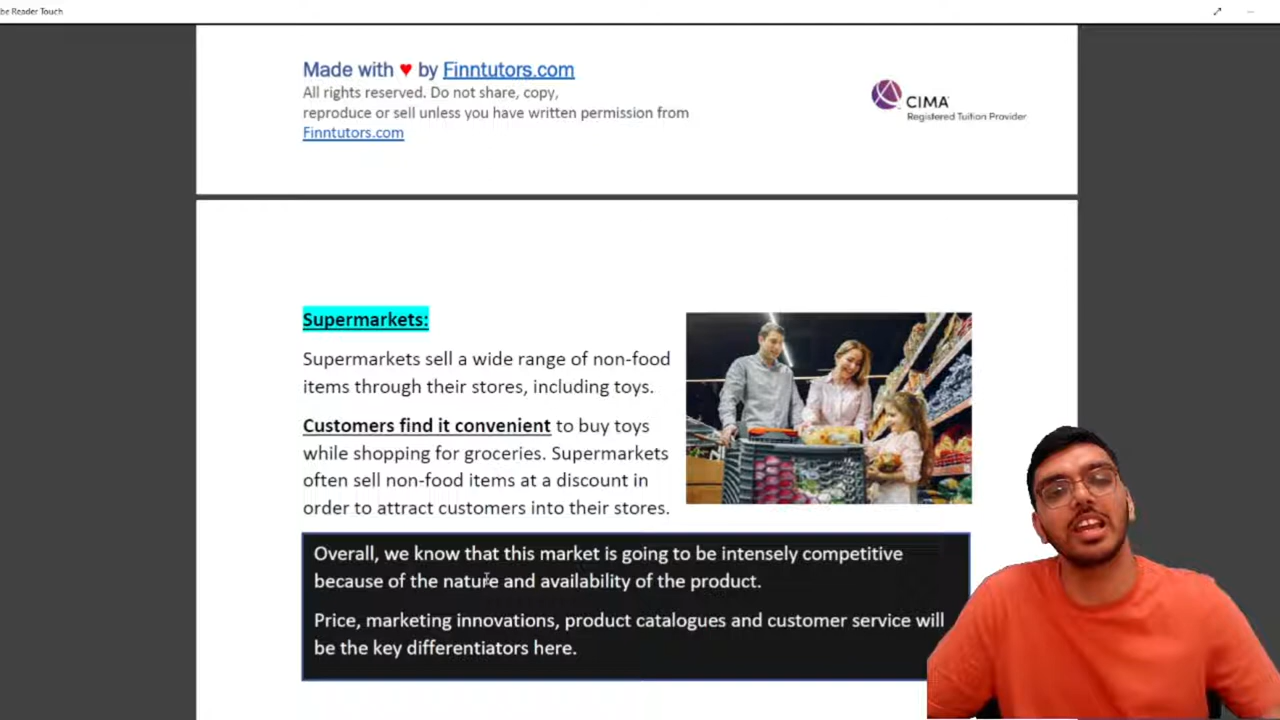 be Reader Touch
Made with ♥ by Finntutors.com
All rights reserved. Do not share, copy,
reproduce or sell unless you have written permission from
Finntutors.com
CIMA
Registered Tuition Provider
Supermarkets:
Supermarkets sell a wide range of non-food
items through their stores, including toys.
Customers find it convenient to buy toys
while shopping for groceries. Supermarkets
often sell non-food items at a discount in
order to attract customers into their stores.
Overall, we know that this market is going to be intensely competitive
because of the nature and availability of the product.
Price, marketing innovations, product catalogues and customer service will
be the key differentiators here.